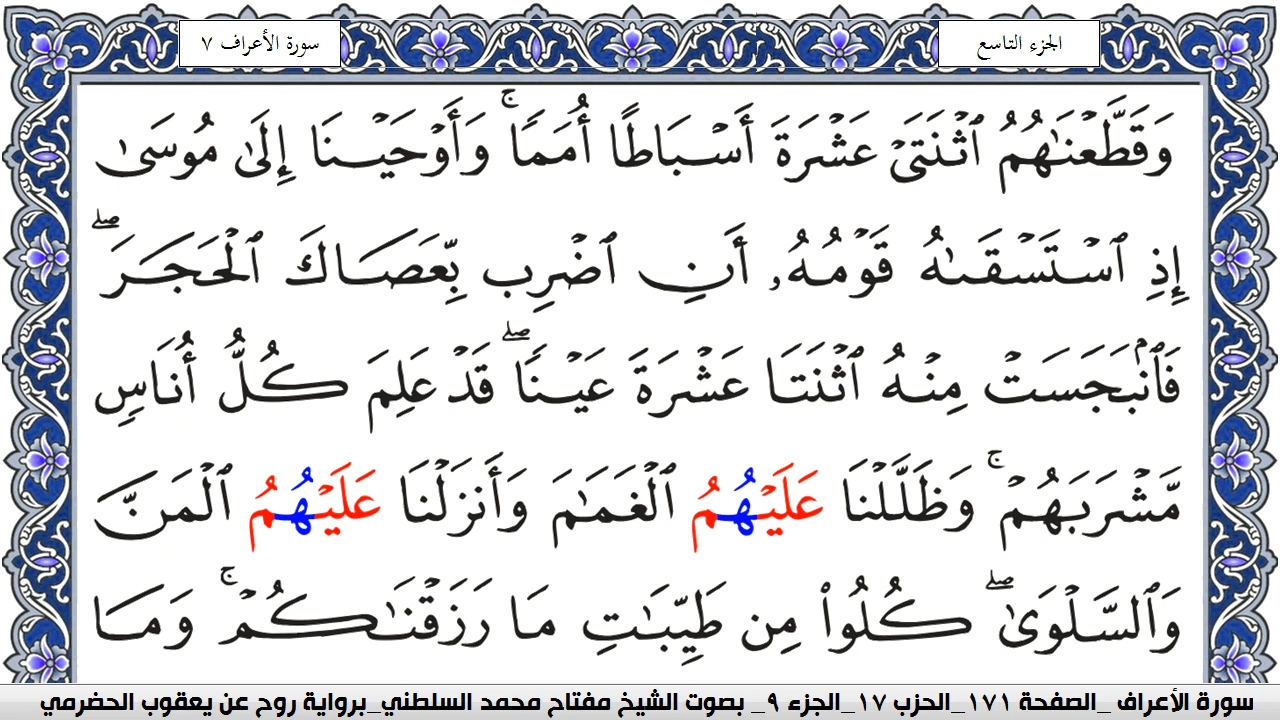 الجزء التاسع
سورة الأعراف ٧
وَقَطَّعْنَٰهُمُ ٱثْنَتَىْ عَشْرَةَ أَسْبَاطًا أُمَمًا ۚ وَأَوْحَيْنَا إِلَىٰ مُوسَىٰ
إِذِ ٱسْتَسْقَىٰهُ قَوْمُهُۥ أَنِ ٱضْرِب بِّعَصَاكَ ٱلْحَجَرَ ۖ
فَٱنۢبَجَسَتْ مِنْهُ ٱثْنَتَا عَشْرَةَ عَيْنًا ۖ قَدْ عَلِمَ كُلُّ أُنَاسٍ
مَّشْرَبَهُمْ ۚ وَظَلَّلْنَا عَلَيْهُمُ ٱلْغَمَٰمَ وَأَنزَلْنَا عَلَيْهُمُ ٱلْمَنَّ
وَٱلسَّلْوَىٰ ۖ كُلُوا۟ مِن طَيِّبَٰتِ مَا رَزَقْنَٰكُمْ ۚ وَمَا
سورة الأعراف _الصفحة ١٧١_الحزب ١٧_الجزء ٩_ بصوت الشيخ مفتاح محمد السلطني_برواية روح عن يعقوب الحضرمي